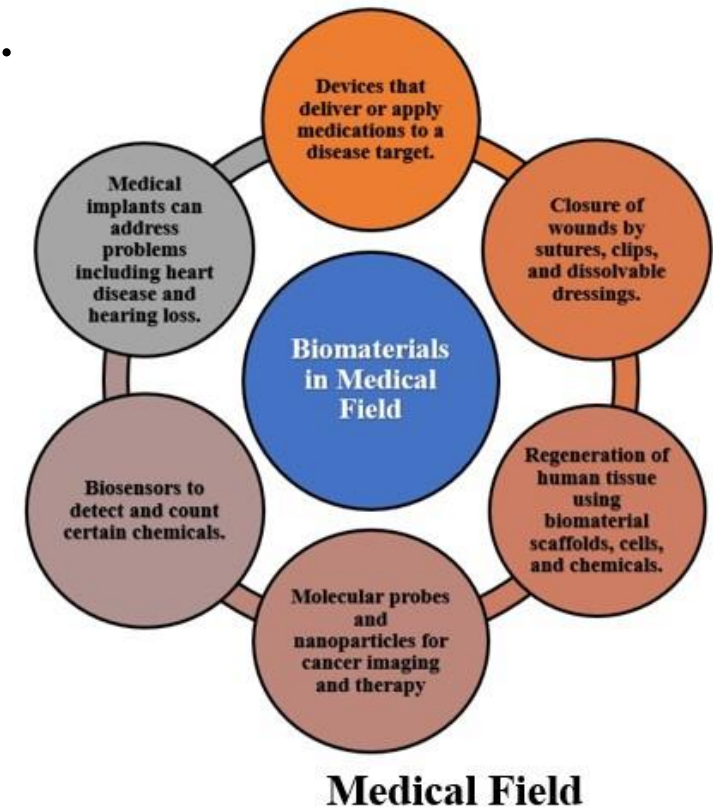 Devices that
deliver or apply
medications to a
disease target.
Closure of
wounds by
sutures, clips,
and dissolvable
dressings.
Regeneration of
human tissue
using
biomaterial
scaffolds, cells,
and chemicals.
Molecular probes
and
nanoparticles for
cancer imaging
and therapy
Biosensors to
detect and count
certain chemicals.
Medical
implants can
address
problems
including heart
disease and
hearing loss.
Biomaterials
in Medical
Field
Medical Field